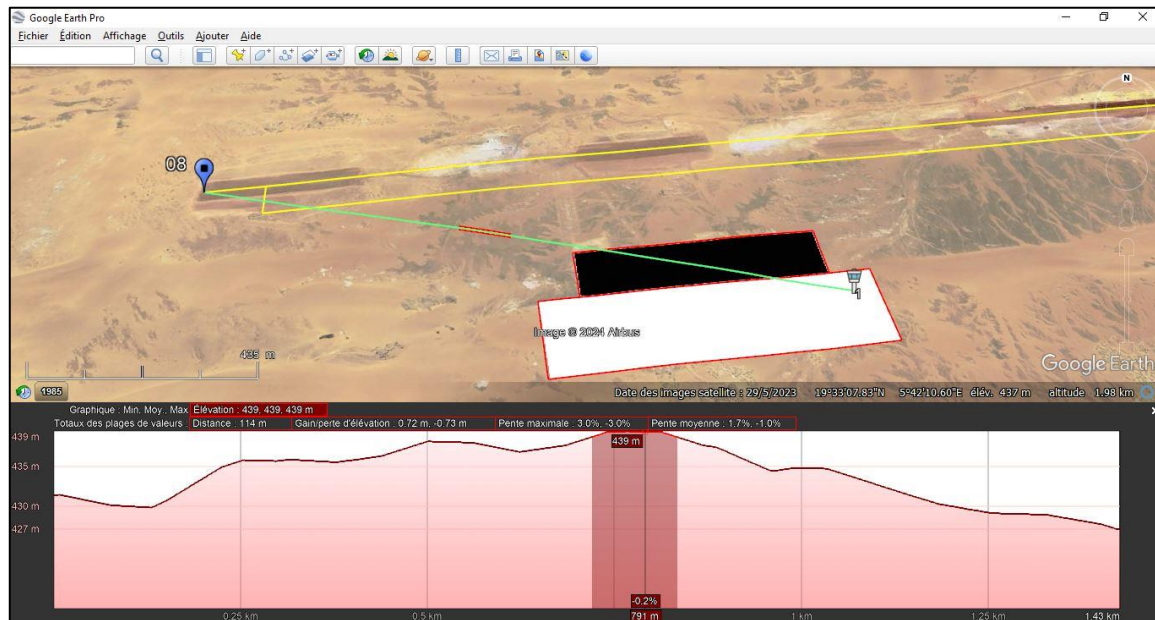 Google Earth Pro
Fichier Édition Affichage Outils Ajouter Aide
N
08
1
Image © 2024 Airbus
435 m
Google Earth
1985
Date des images satellite : 29/5/2023 19°33'07.83"N 5°42'10.60"E élév. 437 m altitude 1.98 km
Graphique : Min. Moy., Max Élévation : 439, 439, 439 m
Totaux des plages de valeurs : Distance : 114 m Gain/perte d'élévation : 0.72 m, -0.73 m Pente maximale : 3.0%, -3.0% Pente moyenne : 1.7%, -1.0%
439 m
439 m
435 m
430 m
427 m
-0.2%
0.25 km 0.5 km 791 m 1 km 1.25 km 1.43 km